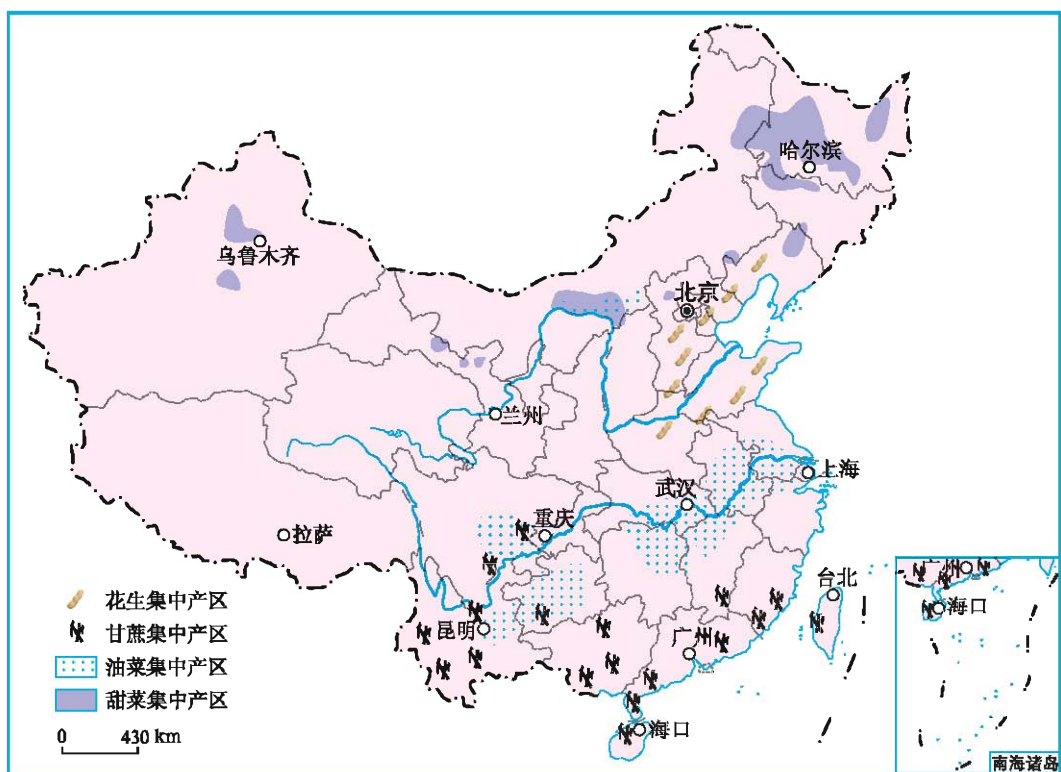 哈尔滨
乌鲁木齐
北京
兰州
上海
武汉
重庆
拉萨
台北
昆明
广州
海口
花生集中产区
甘蔗集中产区
油菜集中产区
甜菜集中产区
0 430 km
广州
海口
南海诸岛